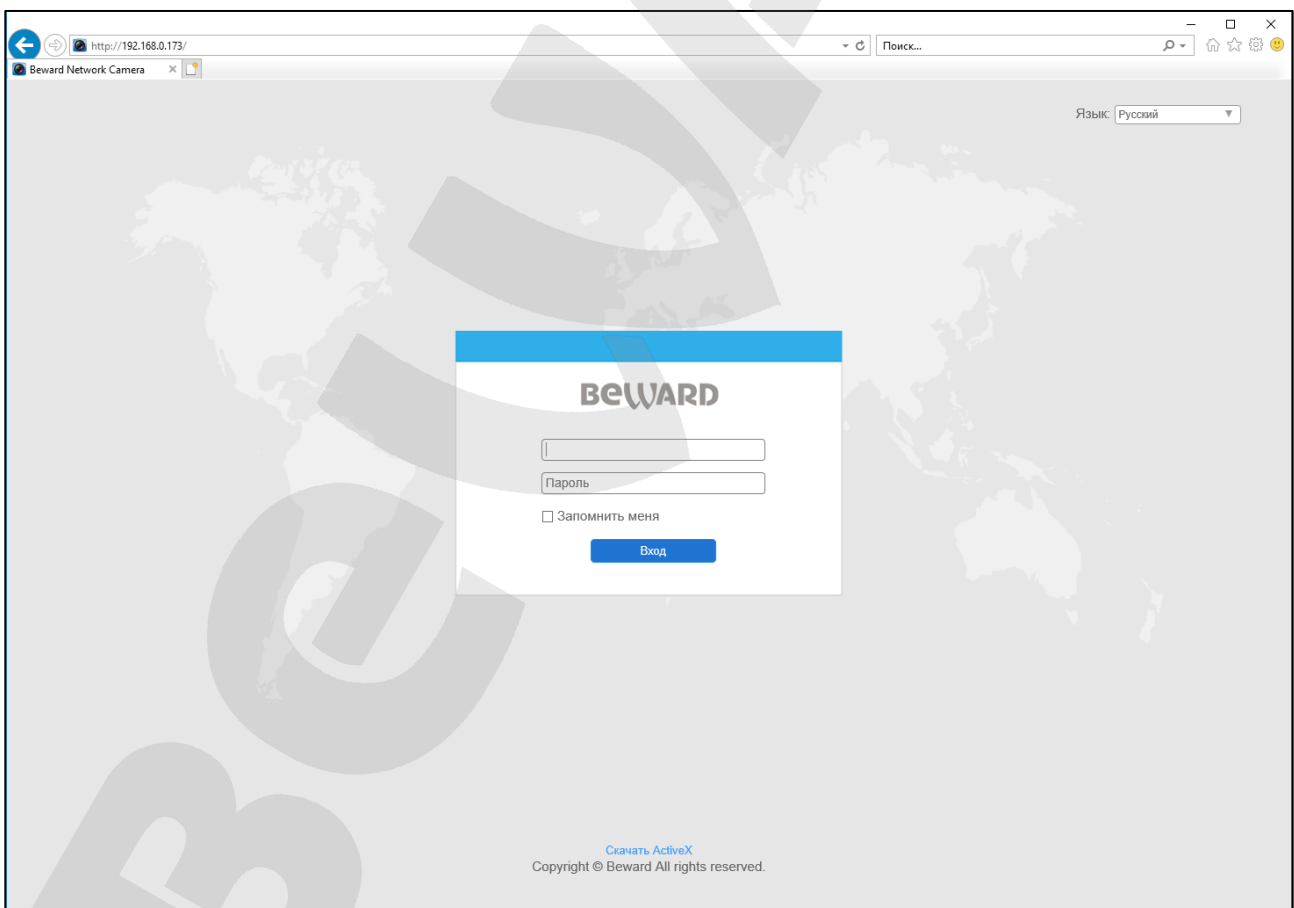 http://192.168.0.173/
Поиск...
Beward Network Camera
Язык: Русский
BEWARD
Пароль
Запомнить меня
Вход
Скачать ActiveX
Copyright © Beward All rights reserved.